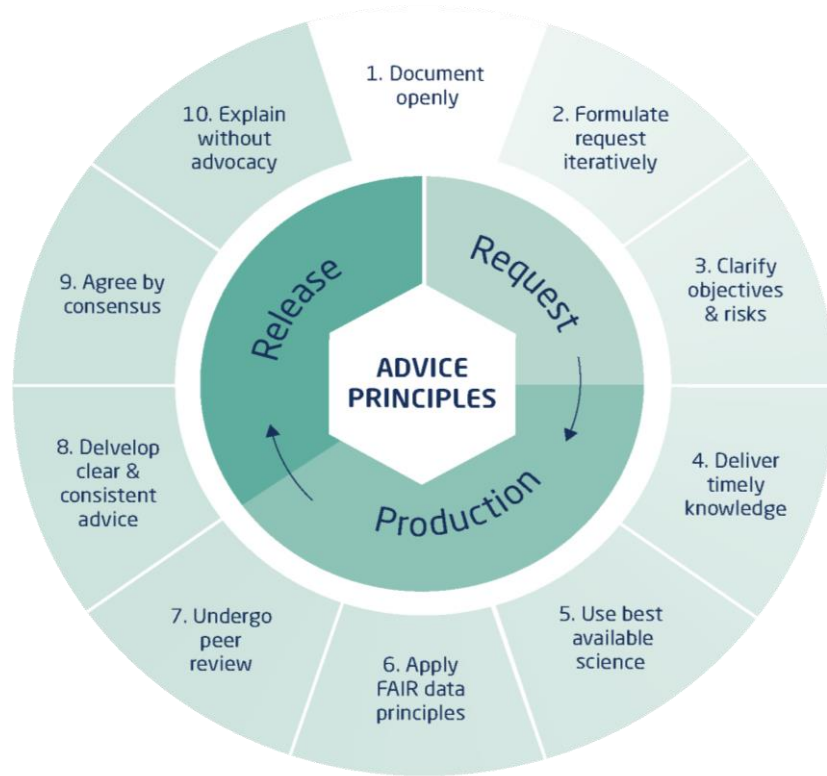 1. Document
openly
2. Formulate
request
iteratively
3. Clarify
objectives
& risks
4. Deliver
timely
knowledge
5. Use best
available
science
6. Apply
FAIR data
principles
7. Undergo
peer
review
8. Delvelop
clear &
consistent
advice
9. Agree by
consensus
10. Explain
without
advocacy
Request
Production
Release
ADVICE
PRINCIPLES